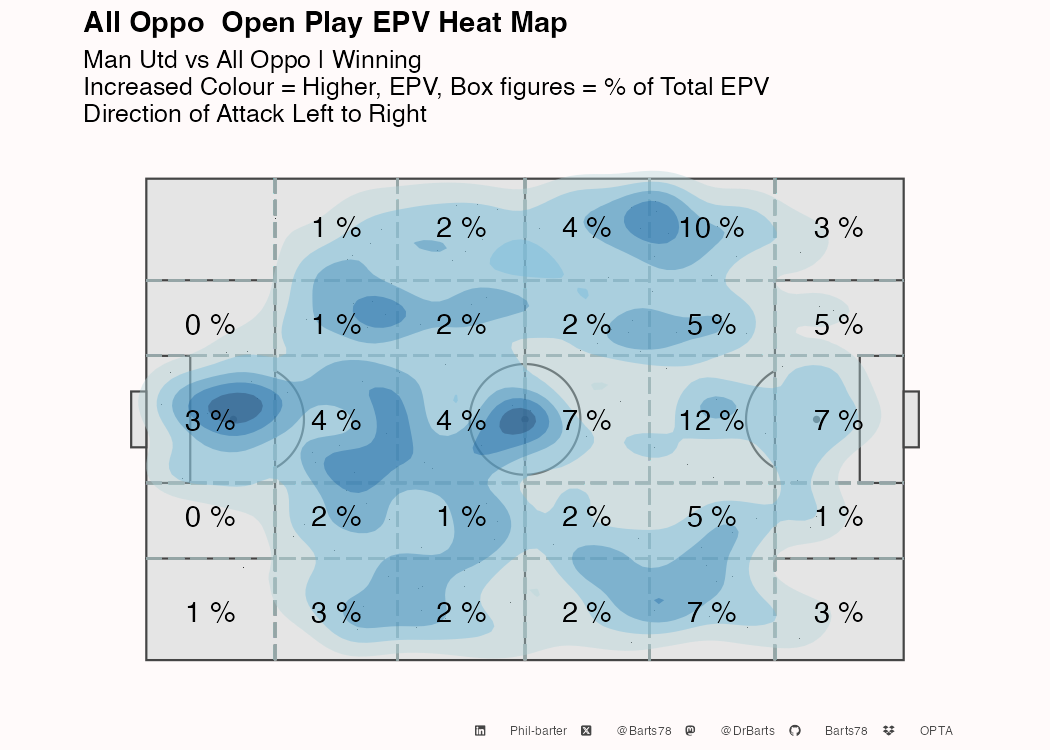 All Oppo  Open Play EPV Heat Map
Man Utd vs All Oppo | Winning
Increased Colour = Higher, EPV, Box figures = % of Total EPV
Direction of Attack Left to Right
1 % 2 % 4 % 10 % 3 %
0 % 1 % 2 % 2 % 5 % 5 %
3 % 4 % 4 % 7 % 12 % 7 %
0 % 2 % 1 % 2 % 5 % 1 %
1 % 3 % 2 % 2 % 7 % 3 %
Phil-barter @Barts78 @DrBarts Barts78 OPTA